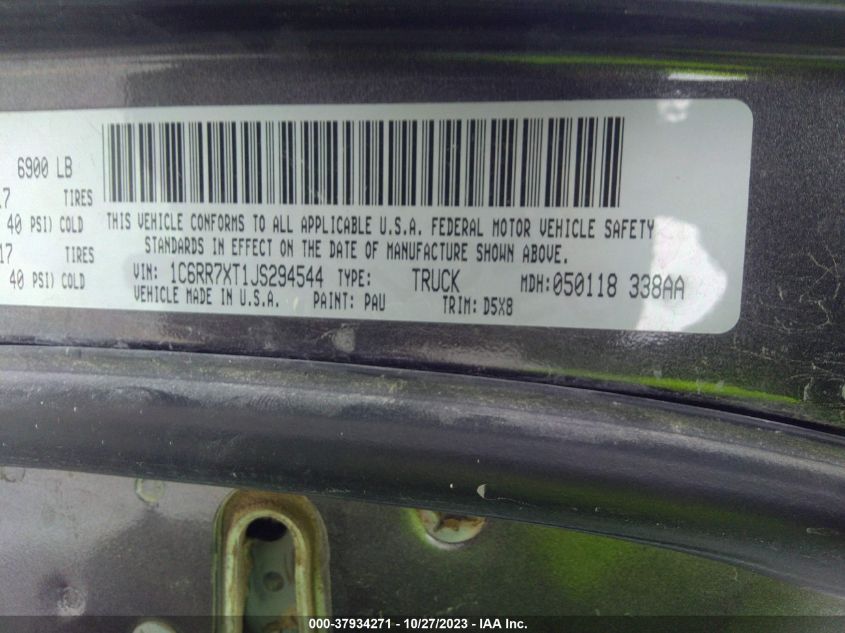 6900 LB
17 TIRES
40 PSI) COLD
17 TIRES
40 PSI) COLD
THIS VEHICLE CONFORMS TO ALL APPLICABLE U.S.A. FEDERAL MOTOR VEHICLE SAFETY
STANDARDS IN EFFECT ON THE DATE OF MANUFACTURE SHOWN ABOVE.
VIN: 1C6RR7XT1JS294544 TYPE: TRUCK MDH:050118 338AA
VEHICLE MADE IN U.S.A. PAINT: PAU TRIM: D5X8
000-37934271 - 10/27/2023 - IAA Inc.